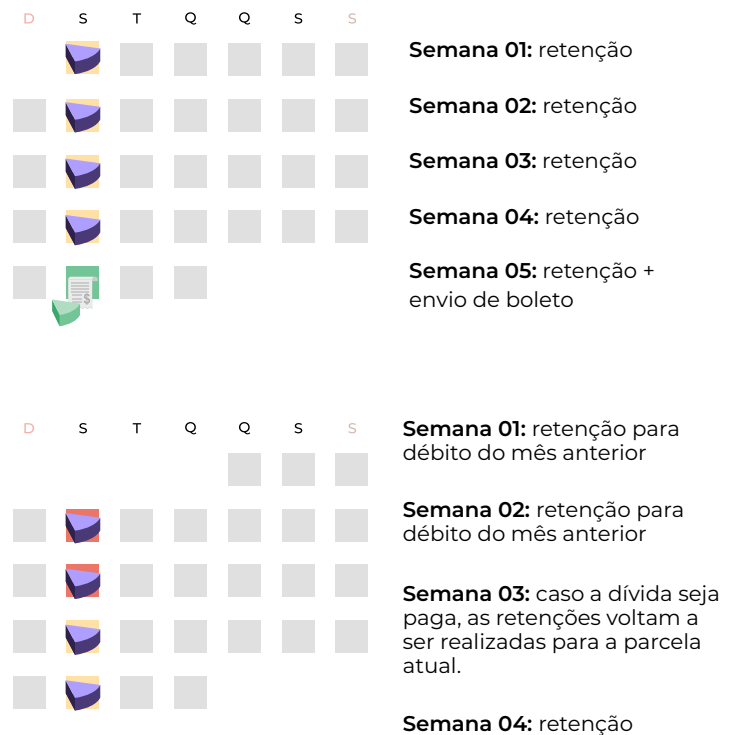 D S T Q Q S S
Semana 01: retenção
Semana 02: retenção
Semana 03: retenção
Semana 04: retenção
Semana 05: retenção +
envio de boleto
$
D S T Q Q S S
Semana 01: retenção para
débito do mês anterior
Semana 02: retenção para
débito do mês anterior
Semana 03: caso a dívida seja
paga, as retenções voltam a
ser realizadas para a parcela
atual.
Semana 04: retenção